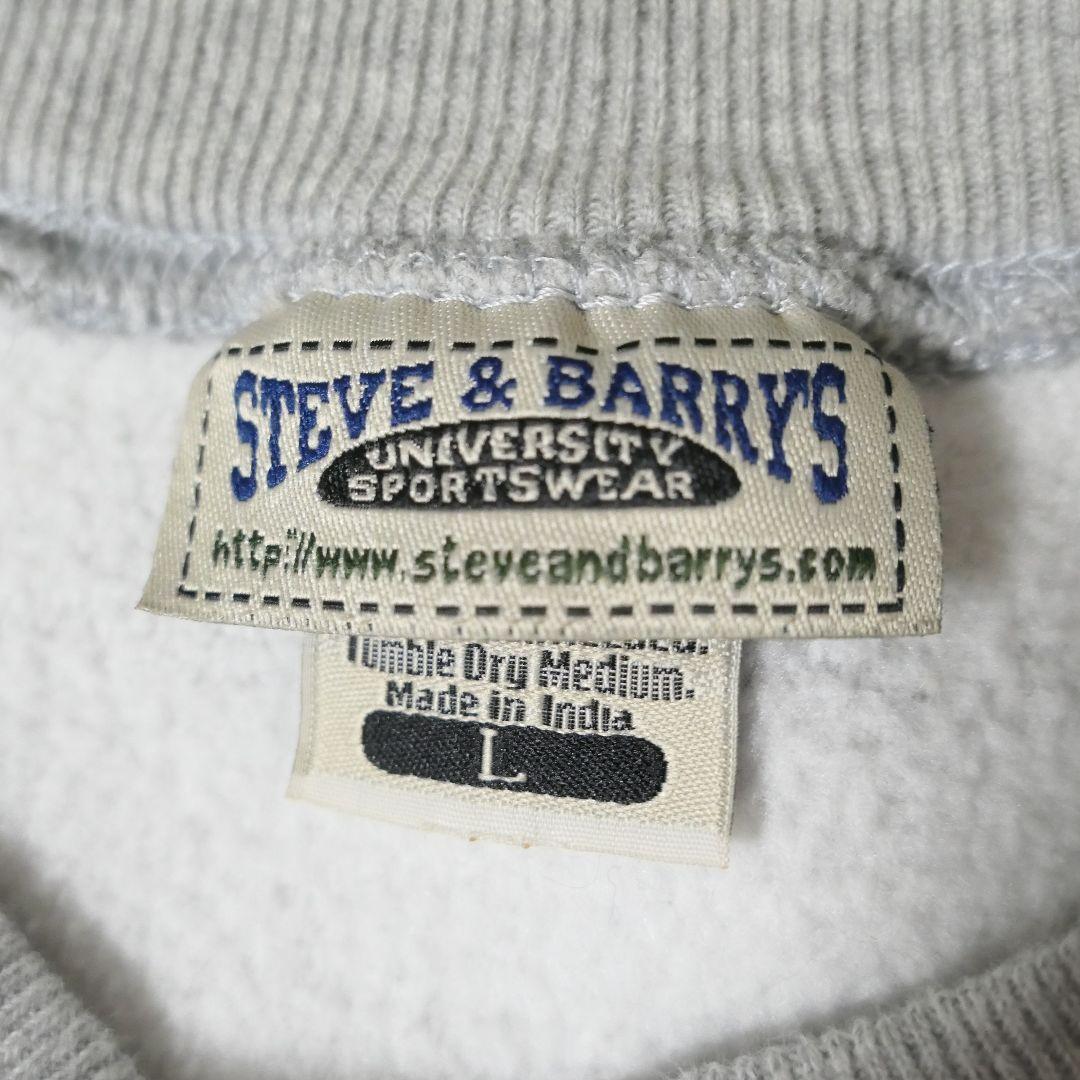 STEVE & BARRY'S
UNIVERSITY
SPORTSWEAR
http://www.steveandbarrys.com
Tumble Dry Medium.
Made in India
L